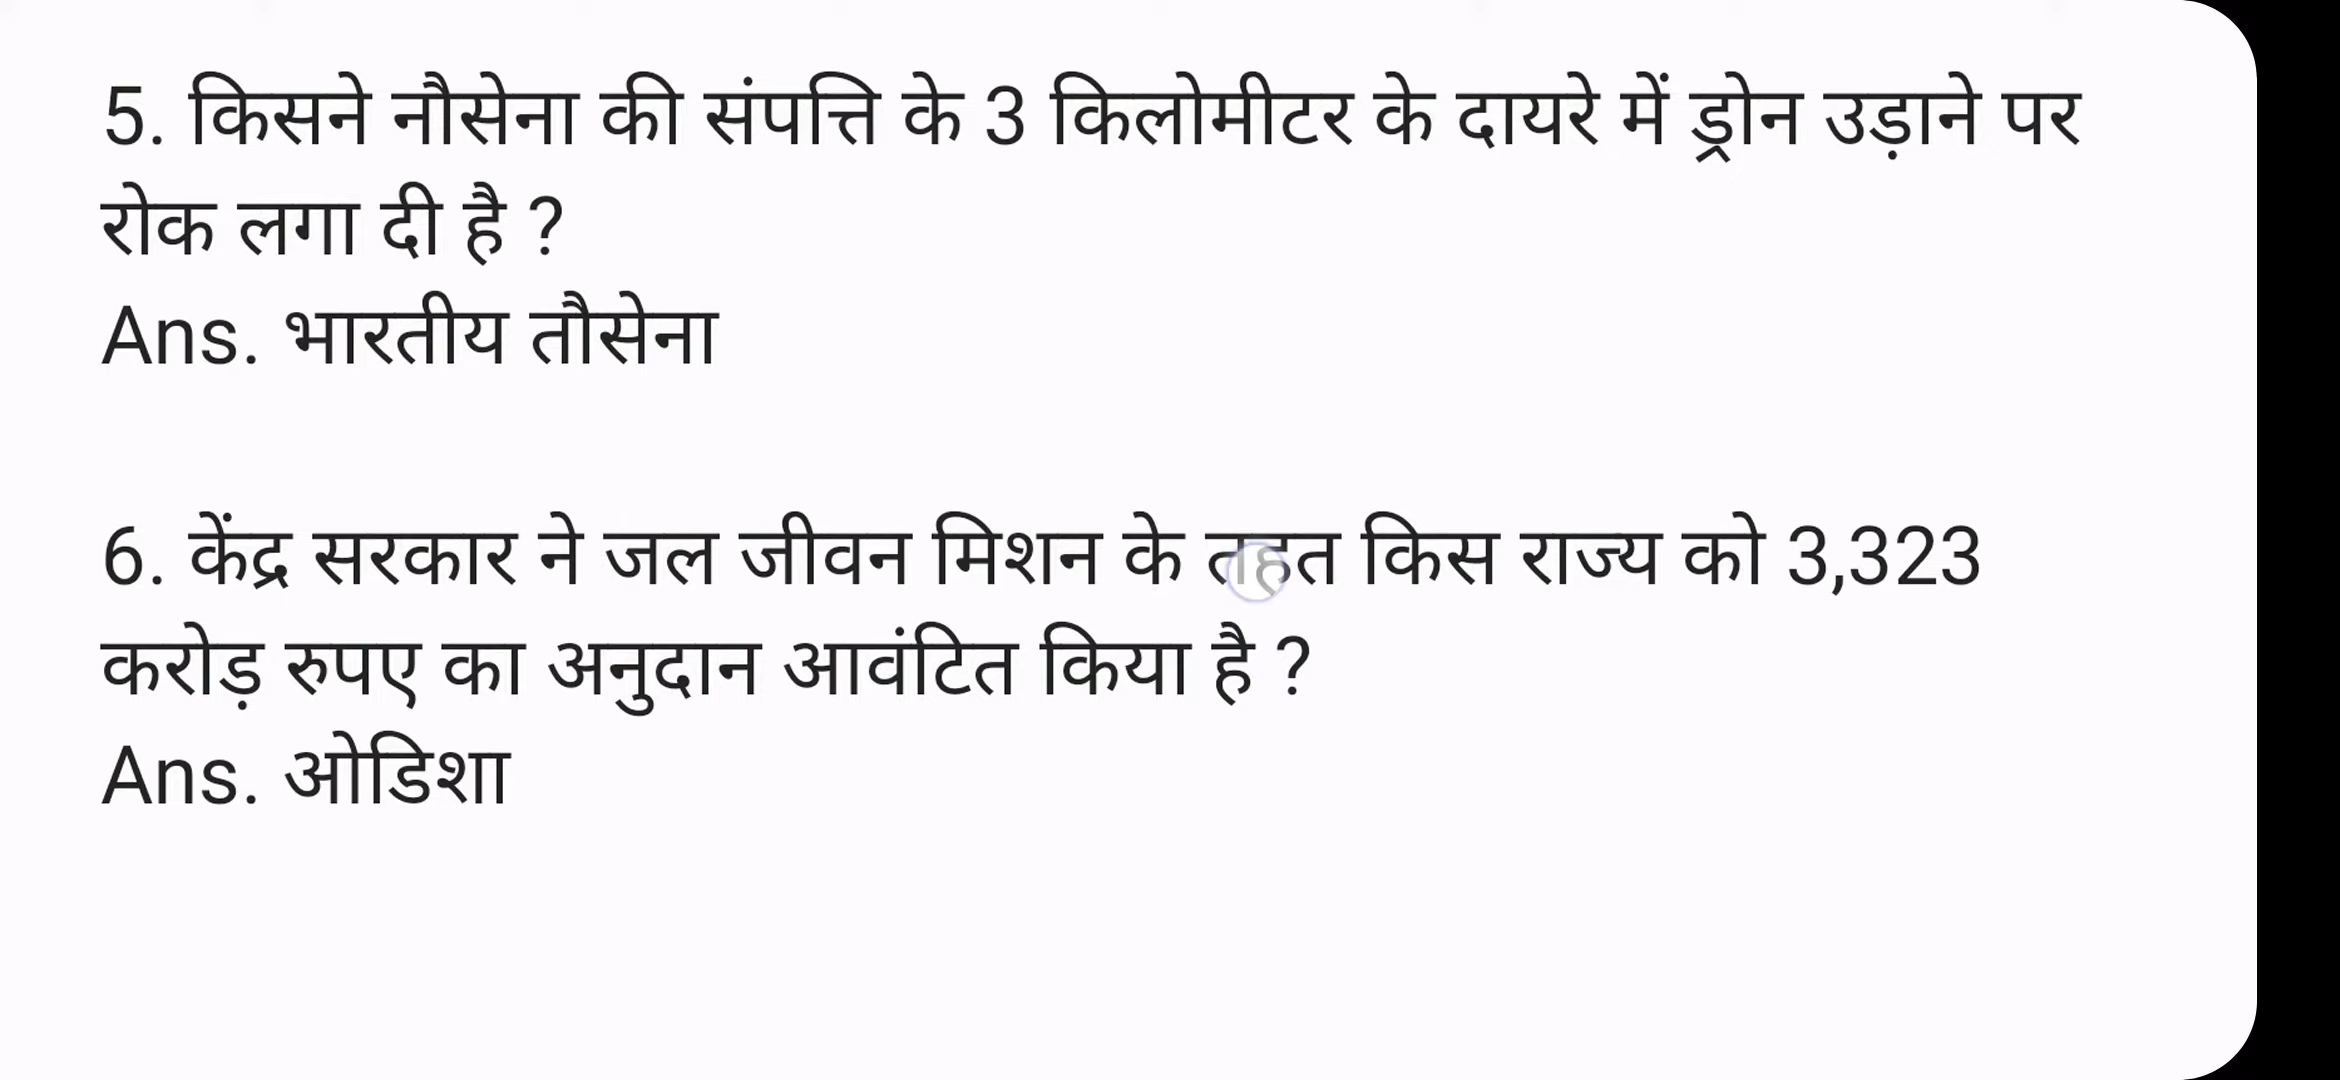 5. किसने नौसेना की संपत्ति के 3 किलोमीटर के दायरे में ड्रोन उड़ाने पर
रोक लगा दी है ?
Ans. भारतीय तौसेना
6. केंद्र सरकार ने जल जीवन मिशन के तहत किस राज्य को 3,323
करोड़ रुपए का अनुदान आवंटित किया है ?
Ans. ओडिशा